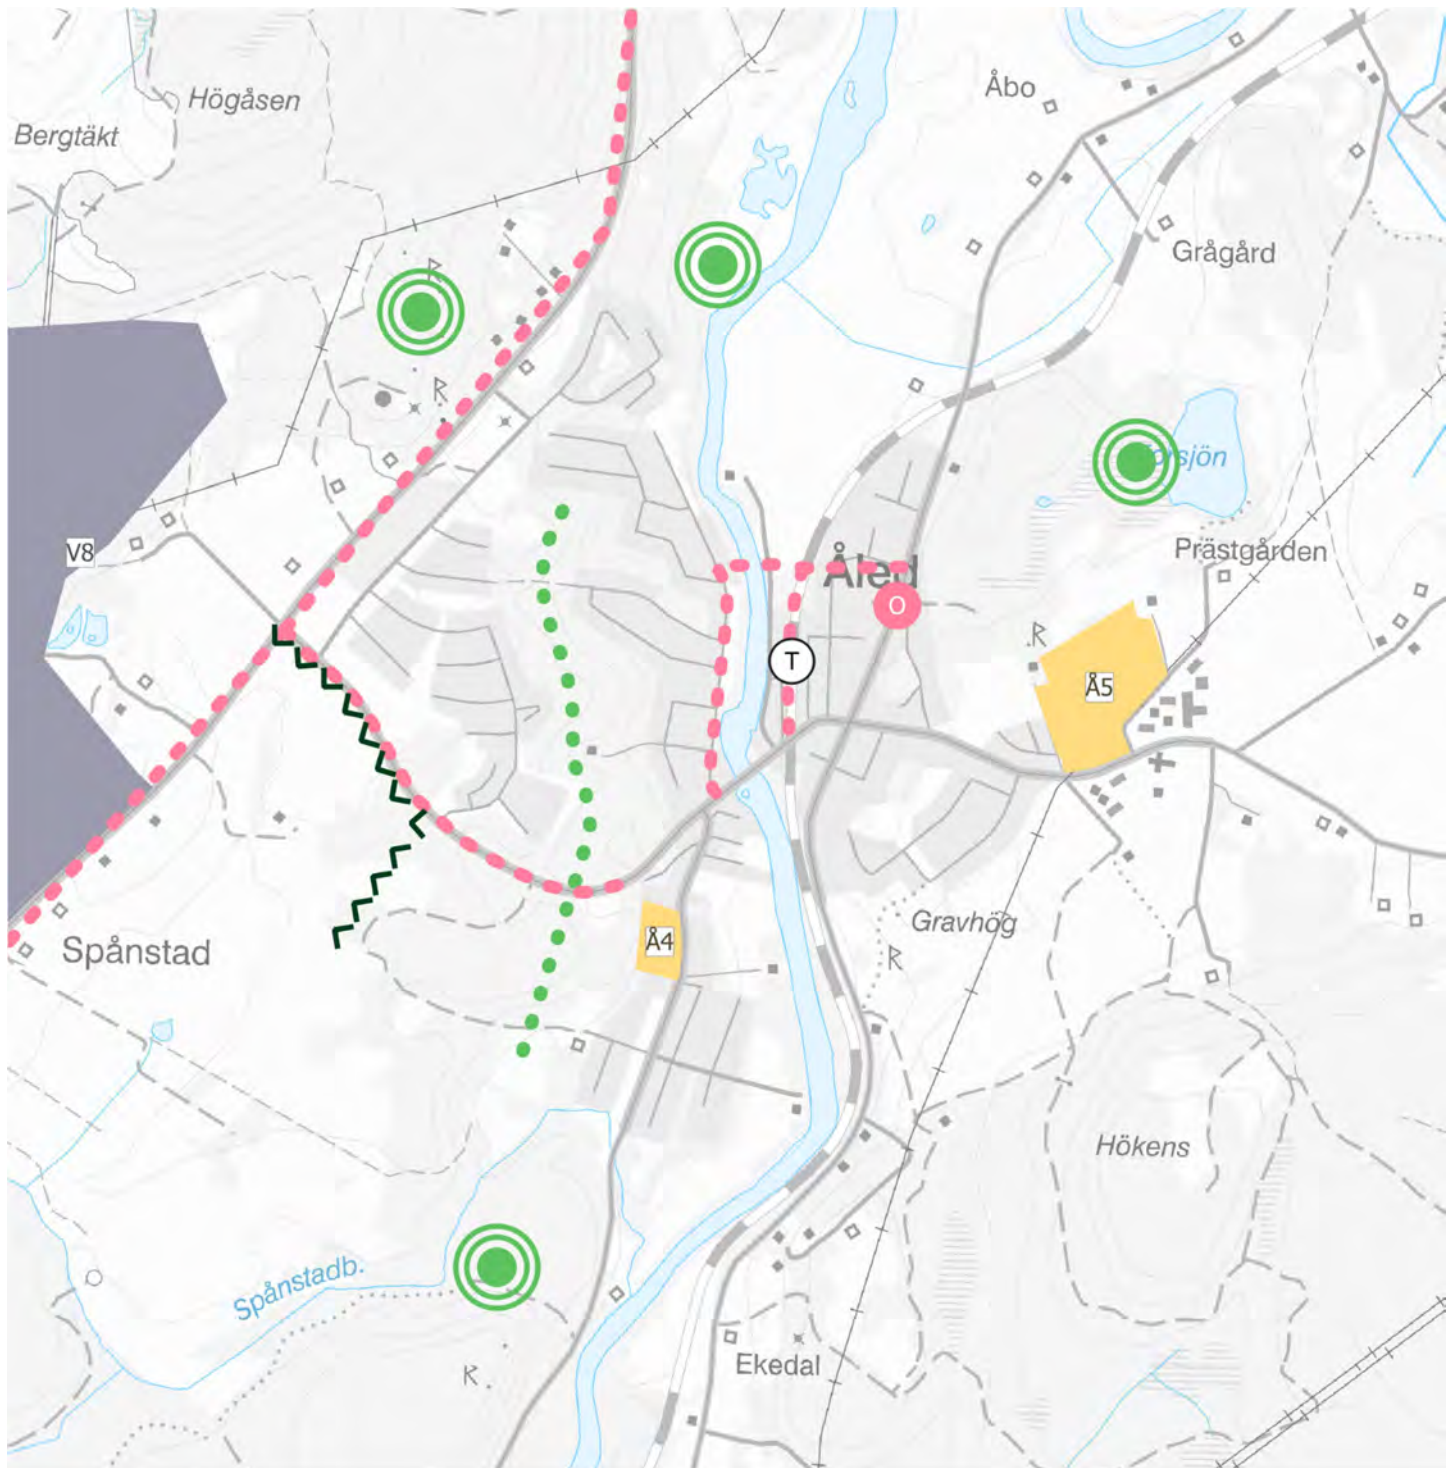 Högåsen
Bergtäkt
Åbo
Grågård
R
R
Prästgården
V8
Åled
O
T
R
Å5
Spånstad
Å4
Gravhög
R
Hökens
Spånstadb.
Ekedal
R